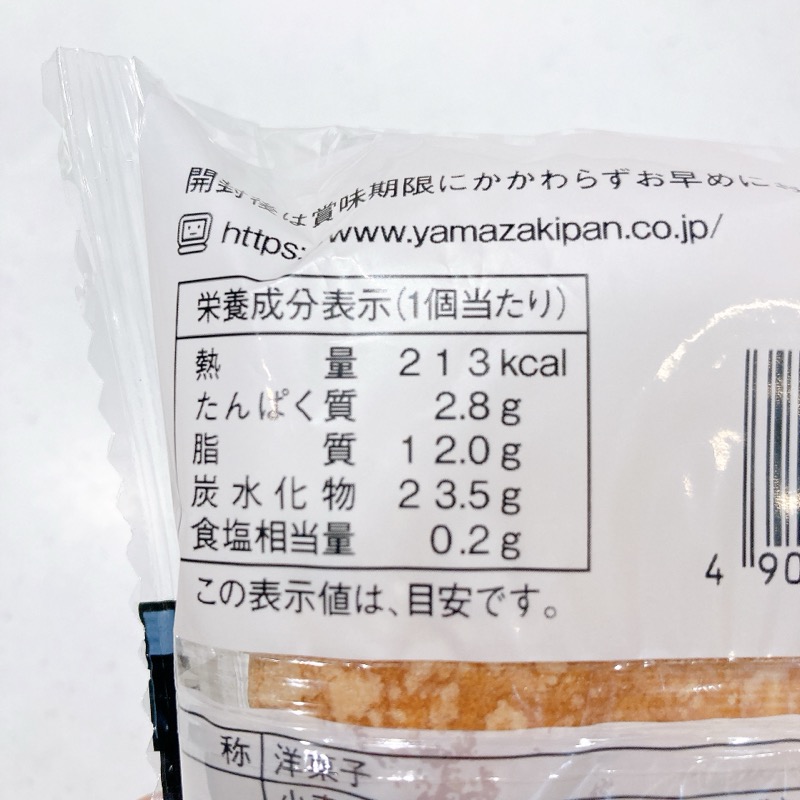 開封後は賞味期限にかかわらずお早めに
https://www.yamazakipan.co.jp/
栄養成分表示(1個当たり)
熱量 213kcal
たんぱく質 2.8g
脂質 12.0g
炭水化物 23.5g
食塩相当量 0.2g
この表示値は、目安です。
4 90
称 洋菓子